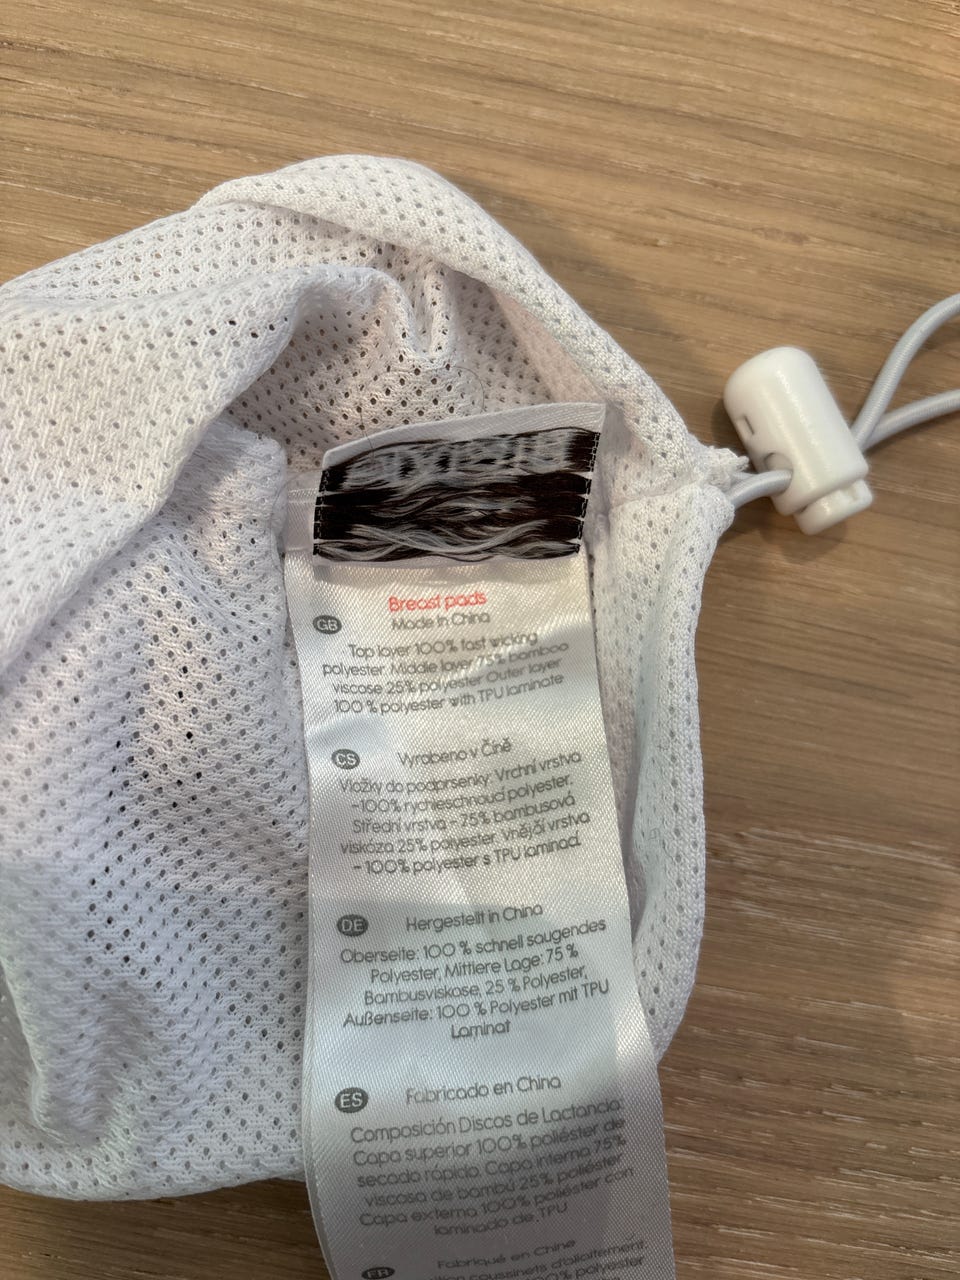 Breast pads
GB Made in China
Top layer 100% fast wicking
polyester Middle layer 75% bamboo
viscose 25% polyester Outer layer
100% polyester with TPU laminate
CS Vyrobeno v Číně
Vložky do podprsenky: Vrchní vrstva
-100% rychleschnoucí polyester.
Střední vrstva - 75% bambusová
viskóza 25% polyester. Vnější vrstva
- 100% polyester s TPU laminací.
DE Hergestellt in China
Oberseite: 100 % schnell saugendes
Polyester, Mittlere Lage: 75 %
Bambusviskose, 25 % Polyester,
Außenseite: 100 % Polyester mit TPU
Laminat
ES Fabricado en China
Composición Discos de Lactancia:
Capa superior 100% poliéster de
secado rápido. Capa interna 75%
viscosa de bambú 25% poliéster
Capa externa 100% poliéster con
laminado de TPU
FR Fabriqué en Chine
coussinets d'allaitement
100% polyester